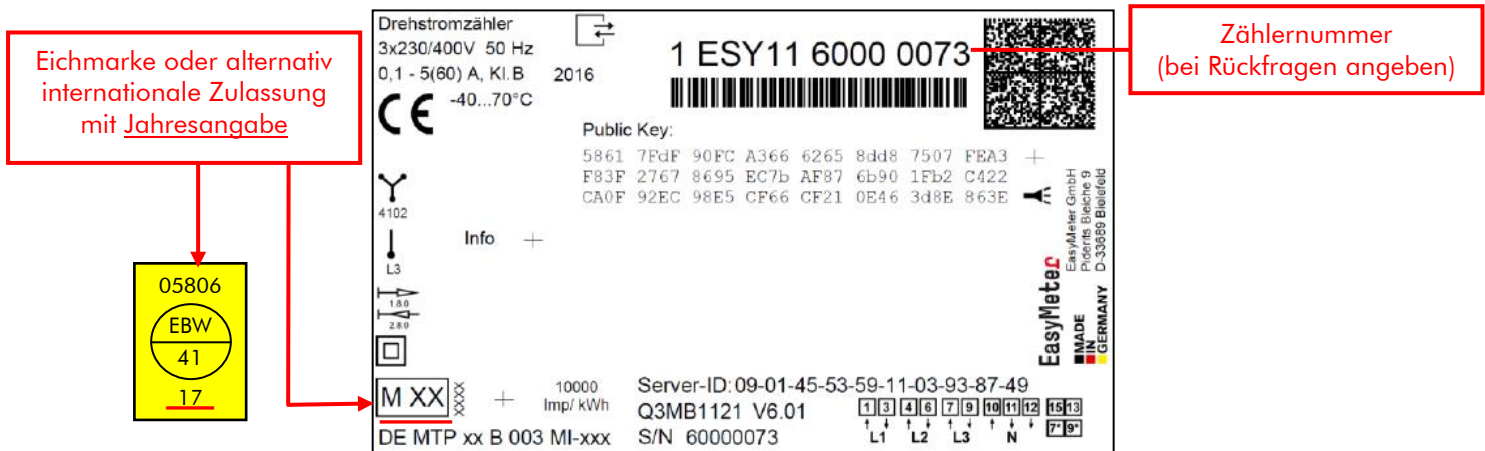 Eichmarke oder alternativ
internationale Zulassung
mit Jahresangabe
05806
EBW
41
17
Drehstromzähler
3x230/400V 50 Hz
0,1 - 5(60) A, Kl.B 2016
CE -40...70°C
1 ESY11 6000 0073
Public Key:
5861 7FdF 90FC A366 6265 8dd8 7507 FEA3
F83F 2767 8695 EC7b AF87 6b90 1Fb2 C422
CA0F 92EC 98E5 CF66 CF21 0E46 3d8E 863E
4102
Info
L3
1.8.0
2.8.0
M XX
XXXX
10000
Imp/ kWh
DE MTP xx B 003 MI-xxx
Server-ID: 09-01-45-53-59-11-03-93-87-49
Q3MB1121 V6.01
S/N 60000073
1 3 4 6 7 9 10 11 12 15 13
7* 9*
L1 L2 L3 N
EasyMeter
EasyMeter GmbH
Piderits Bleiche 9
D-33689 Bielefeld
MADE
IN
GERMANY
Zählernummer
(bei Rückfragen angeben)